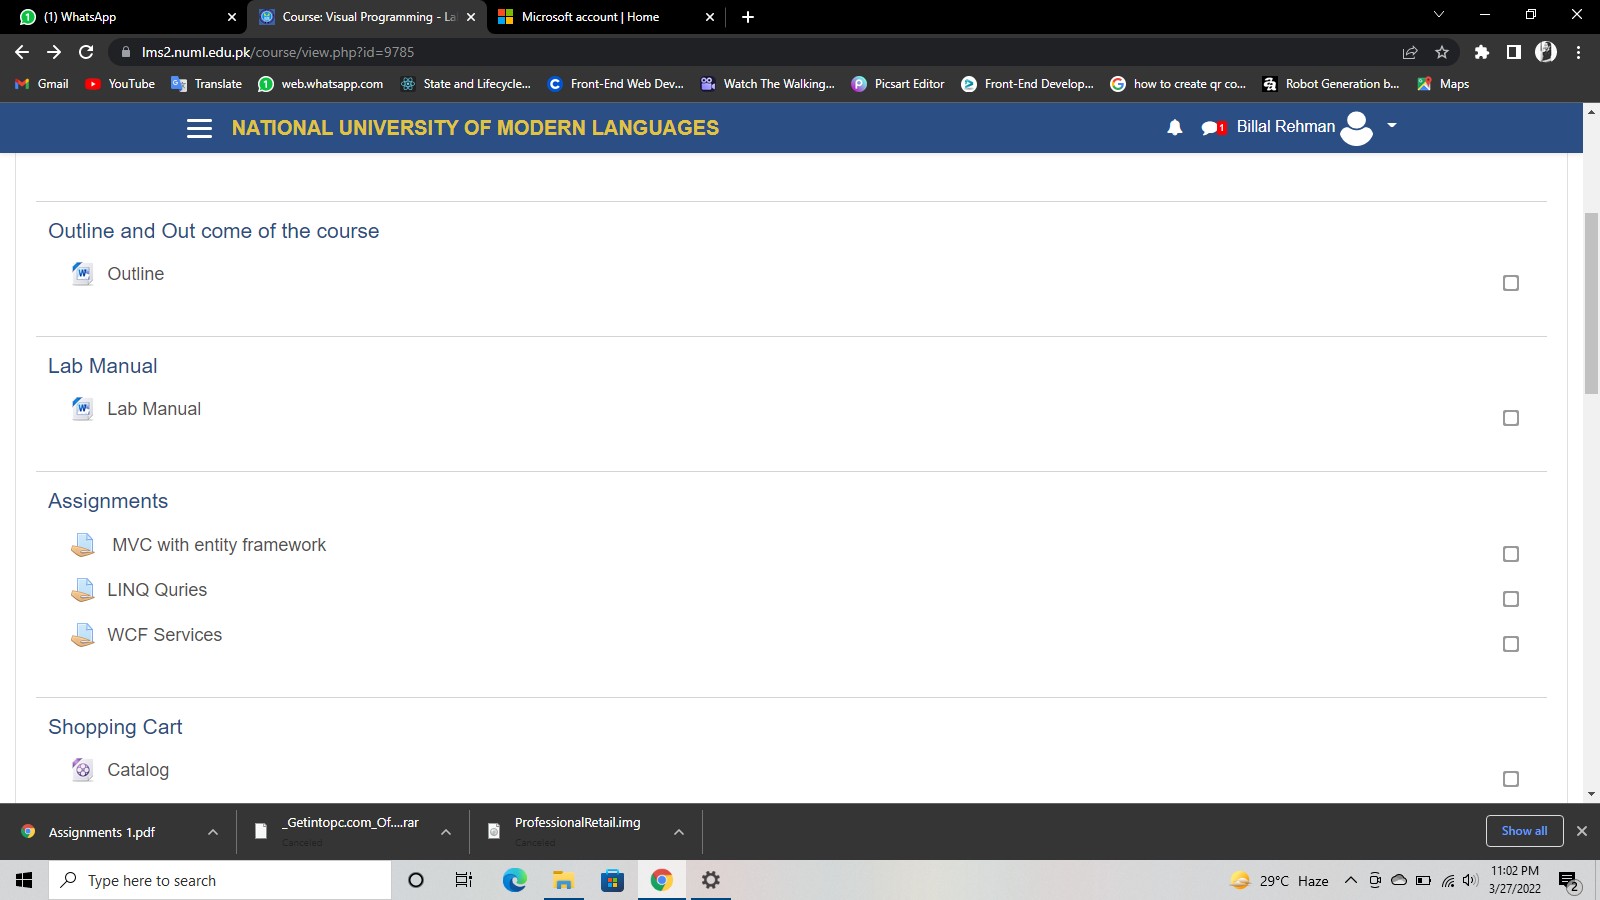 (1) WhatsApp
Course: Visual Programming - La
Microsoft account | Home
lms2.numl.edu.pk/course/view.php?id=9785
Gmail
YouTube
Translate
web.whatsapp.com
State and Lifecycle...
Front-End Web Dev...
Watch The Walking...
Picsart Editor
Front-End Develop...
how to create qr co...
Robot Generation b...
Maps
NATIONAL UNIVERSITY OF MODERN LANGUAGES
1
Billal Rehman
Outline and Out come of the course
Outline
Lab Manual
Lab Manual
Assignments
MVC with entity framework
LINQ Quries
WCF Services
Shopping Cart
Catalog
Assignments 1.pdf
_Getintopc.com_Of....rar
Canceled
ProfessionalRetail.img
Canceled
Show all
Type here to search
29°C Haze
11:02 PM
3/27/2022
2